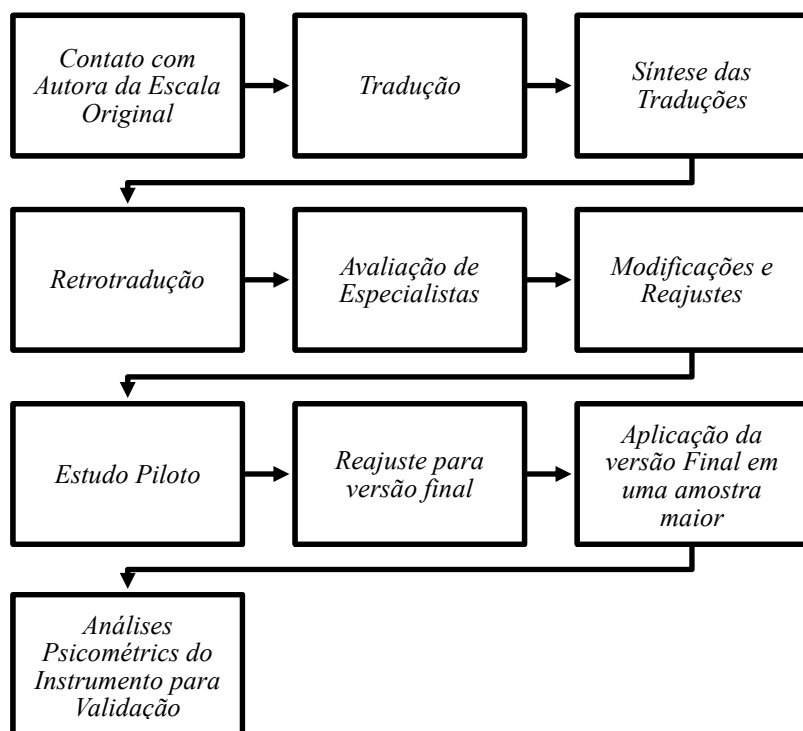 Contato com
Autora da Escala
Original
Tradução
Síntese das
Traduções
Retrotradução
Avaliação de
Especialistas
Modificações e
Reajustes
Estudo Piloto
Reajuste para
versão final
Aplicação da
versão Final em
uma amostra
maior
Análises
Psicométrics do
Instrumento para
Validação